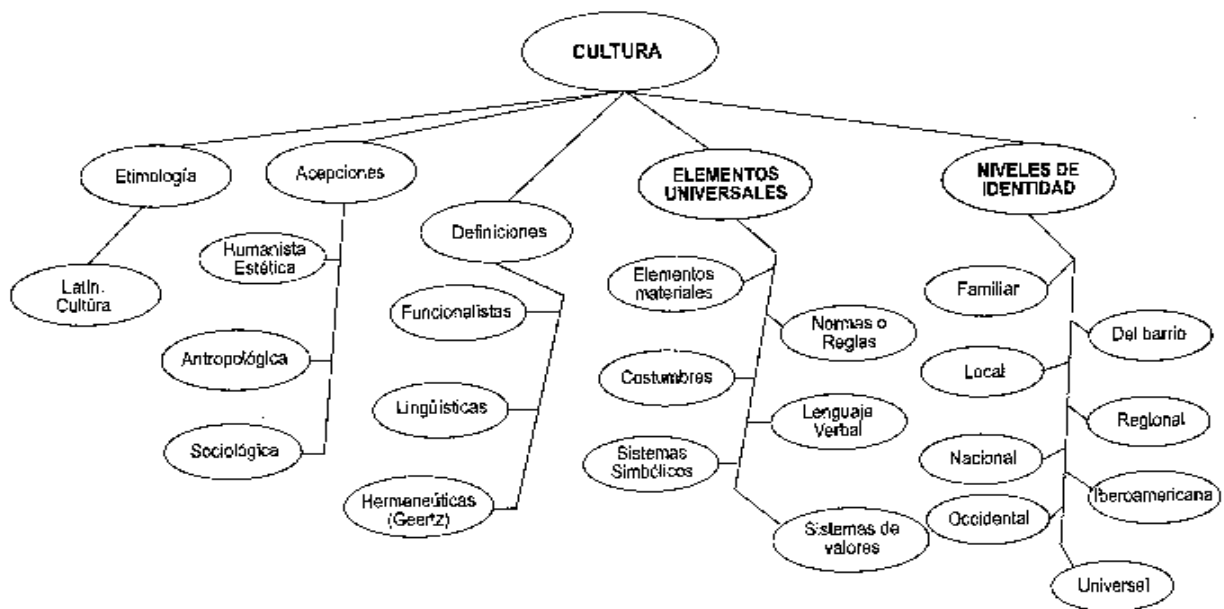 CULTURA
Etimología
Acepciones
ELEMENTOS
UNIVERSALES
NIVELES DE
IDENTIDAD
Definiciones
Humanista
Estética
Latín.
Cultūra
Funcionalistas
Antropológica
Lingüísticas
Sociológica
Hermeneúticas
(Geertz)
Elementos
materiales
Normas o
Reglas
Costumbres
Lenguaje
Verbal
Sistemas
Simbólicos
Sistemas de
valores
Familiar
Del barrio
Local
Regional
Nacional
Iberoamericana
Occidental
Universal